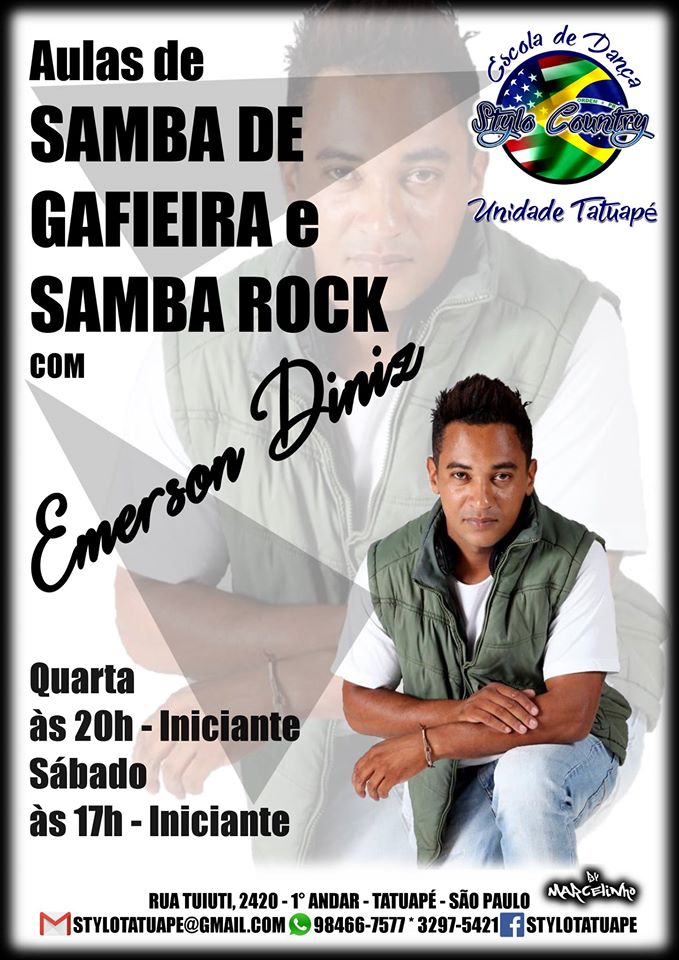 Aulas de
SAMBA DE
GAFIEIRA e
SAMBA ROCK
COM
Emerson Diniz
Escola de Dança
ORDEM E PR
Stylo Country
Unidade Tatuapé
Quarta
às 20h - Iniciante
Sábado
às 17h - Iniciante
BY
MARCELINHO
RUA TUIUTI, 2420 - 1° ANDAR - TATUAPÉ - SÃO PAULO
STYLOTATUAPE@GMAIL.COM 98466-7577 * 3297-5421 STYLOTATUAPE